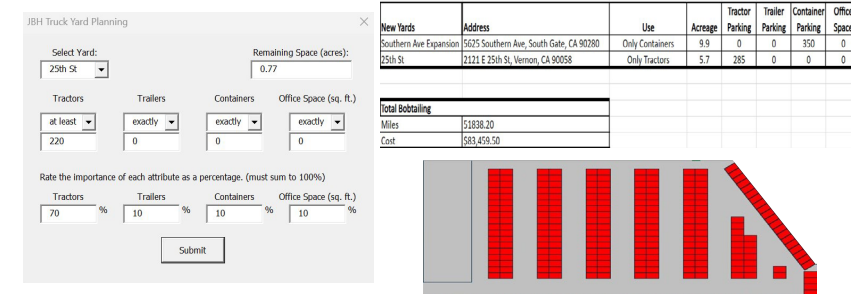 JBH Truck Yard Planning
Select Yard:
Remaining Space (acres):
25th St
0.77
Tractors Trailers Containers Office Space (sq. ft.)
at least exactly exactly exactly
220 0 0 0
Rate the importance of each attribute as a percentage. (must sum to 100%)
Tractors Trailers Containers Office Space (sq. ft.)
70 % 10 % 10 % 10 %
Submit
Tractor Trailer Container Office
New Yards Address Use Acreage Parking Parking Parking Space
Southern Ave Expansion 5625 Southern Ave, South Gate, CA 90280 Only Containers 9.9 0 0 350 0
25th St 2121 E 25th St, Vernon, CA 90058 Only Tractors 5.7 285 0 0 0
Total Bobtailing
Miles 51838.20
Cost $83,459.50